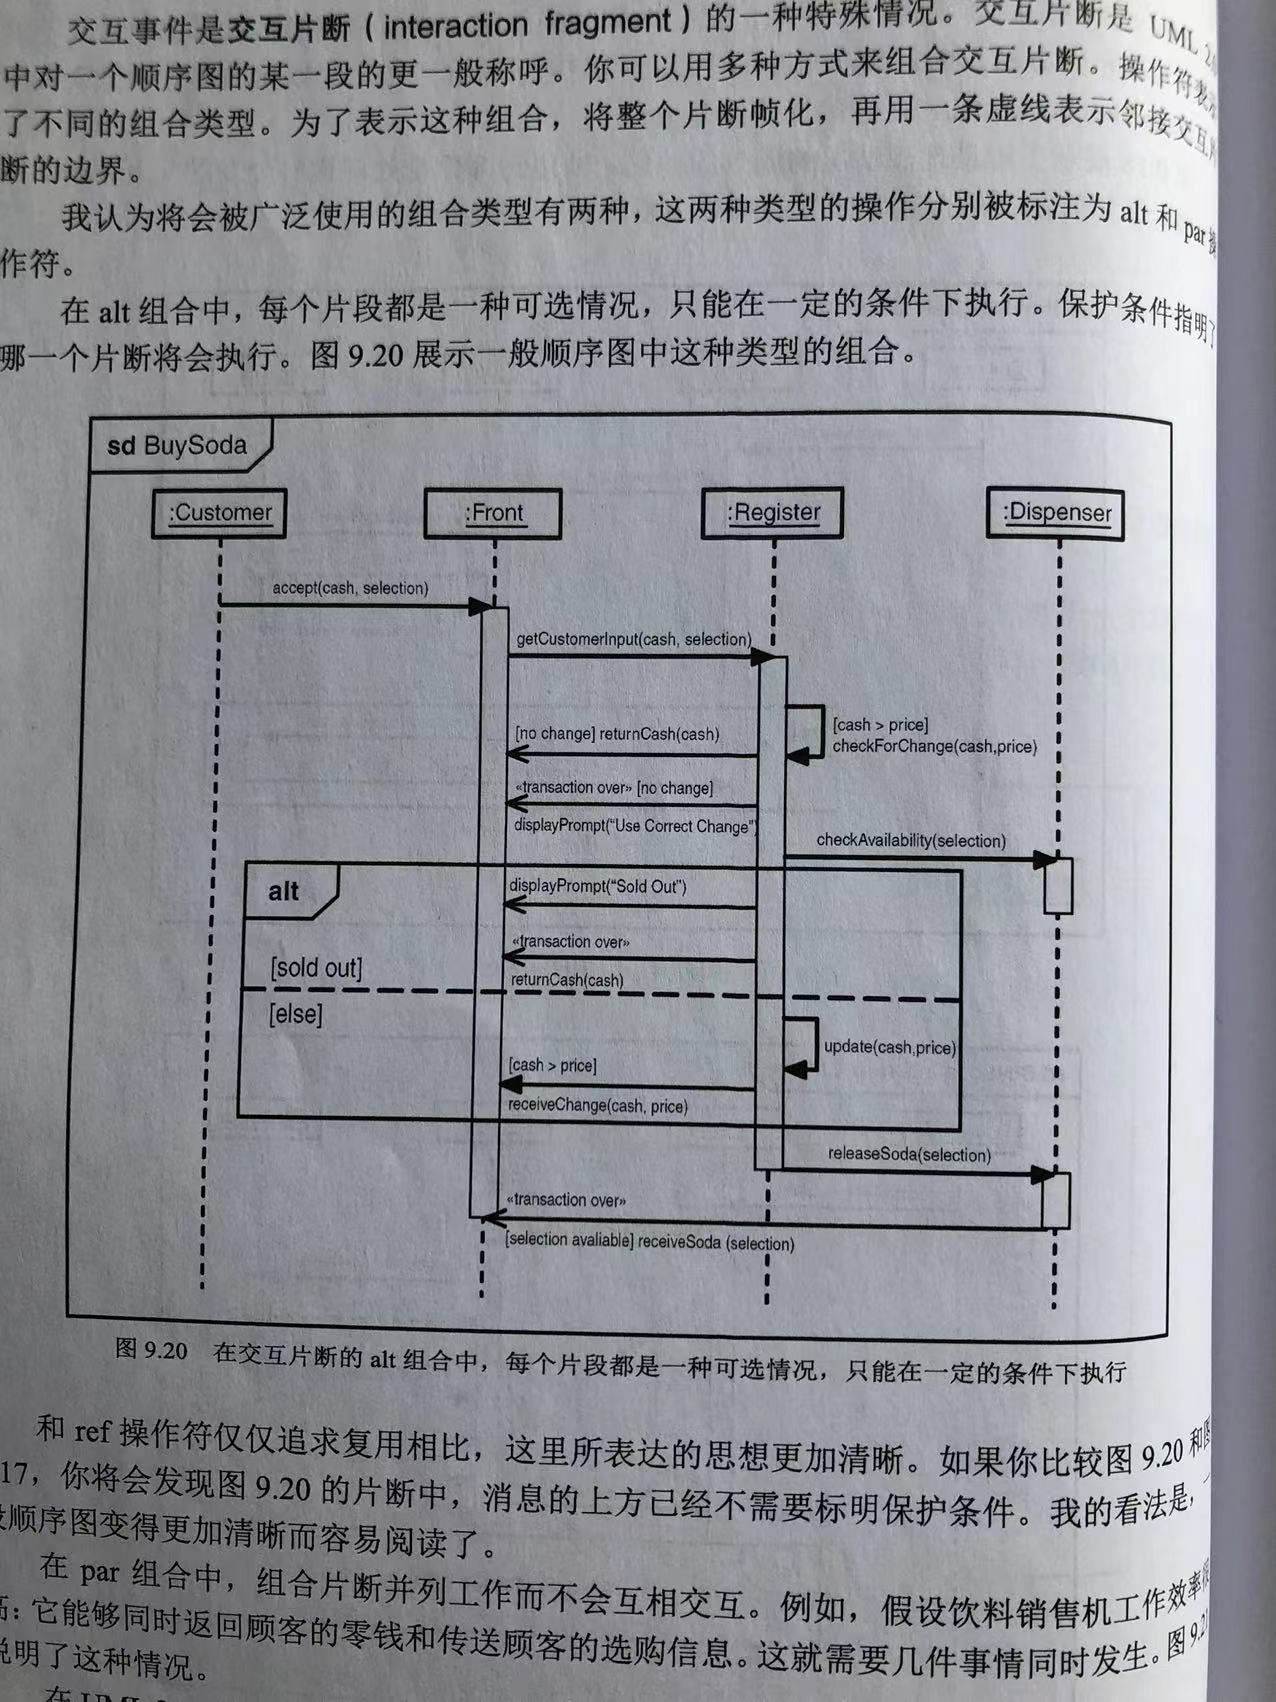 交互事件是交互片断（interaction fragment）的一种特殊情况。交互片断是 UML
中对一个顺序图的某一段的更一般称呼。你可以用多种方式来组合交互片断。操作符表
了不同的组合类型。为了表示这种组合，将整个片断帧化，再用一条虚线表示邻接交互
断的边界。
我认为将会被广泛使用的组合类型有两种，这两种类型的操作分别被标注为 alt 和 par
作符。
在 alt 组合中，每个片段都是一种可选情况，只能在一定的条件下执行。保护条件指明了
哪一个片断将会执行。图 9.20 展示一般顺序图中这种类型的组合。
sd BuySoda
:Customer
:Front
:Register
:Dispenser
accept(cash, selection)
getCustomerInput(cash, selection)
[cash > price]
checkForChange(cash,price)
[no change] returnCash(cash)
«transaction over» [no change]
displayPrompt("Use Correct Change")
checkAvailability(selection)
alt
displayPrompt("Sold Out")
«transaction over»
[sold out]
returnCash(cash)
[else]
update(cash,price)
[cash > price]
receiveChange(cash, price)
releaseSoda(selection)
«transaction over»
[selection avaliable] receiveSoda (selection)
图 9.20 在交互片断的 alt 组合中，每个片段都是一种可选情况，只能在一定的条件下执行
和 ref 操作符仅仅追求复用相比，这里所表达的思想更加清晰。如果你比较图 9.20 和图
17，你将会发现图 9.20 的片断中，消息的上方已经不需要标明保护条件。我的看法是，
顺序图变得更加清晰而容易阅读了。
在 par 组合中，组合片断并列工作而不会互相交互。例如，假设饮料销售机工作效率
高：它能够同时返回顾客的零钱和传送顾客的选购信息。这就需要几件事情同时发生。图 9.2
说明了这种情况。